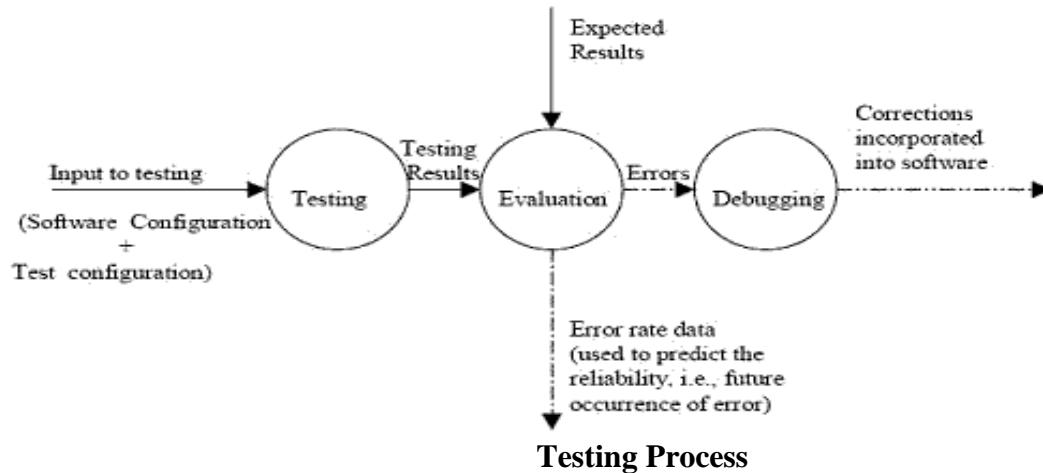 Expected
Results
Corrections
incorporated
into software
Input to testing
Testing
Results
Errors
Testing
Evaluation
Debugging
(Software Configuration
+
Test configuration)
Error rate data
(used to predict the
reliability, i.e., future
occurrence of error)
Testing Process